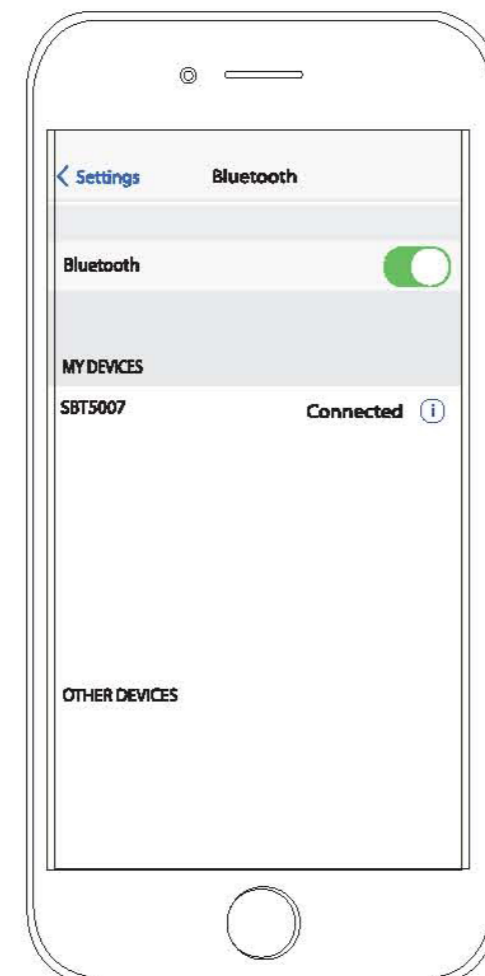 Settings Bluetooth
Bluetooth
MY DEVICES
SBT5007 Connected i
OTHER DEVICES